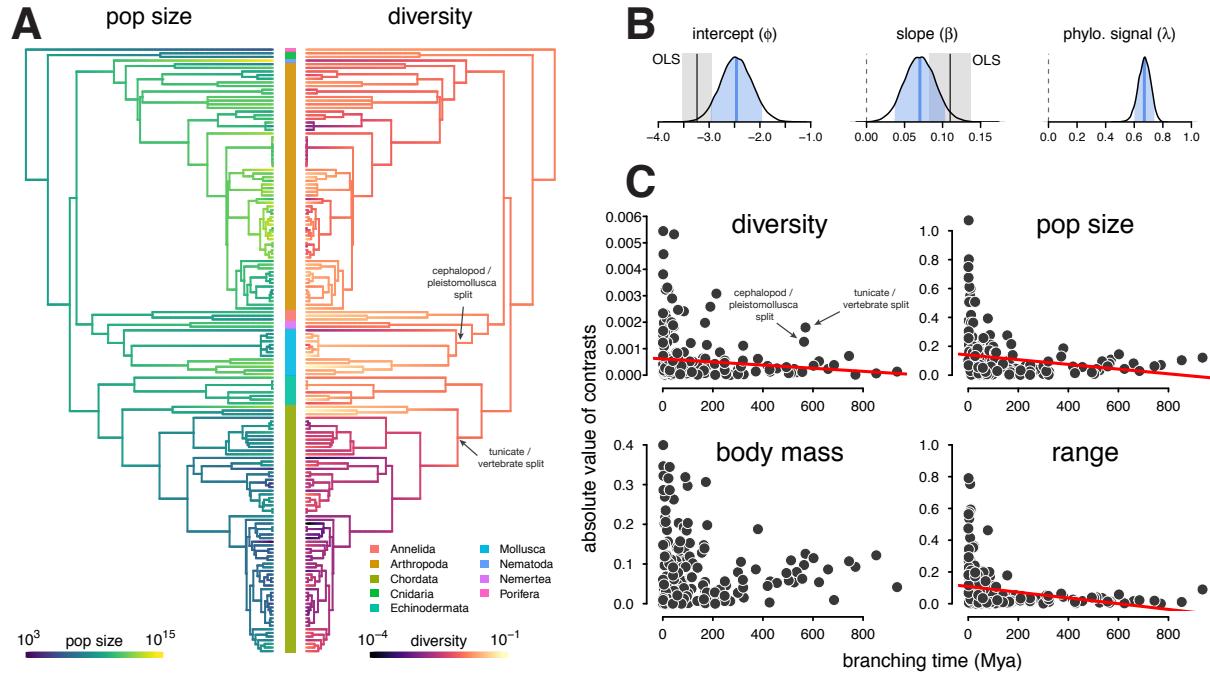 A
pop size
diversity
cephalopod /
pleistomollusca
split
tunicate /
vertebrate split
Annelida
Arthropoda
Chordata
Cnidaria
Echinodermata
Mollusca
Nematoda
Nemertea
Porifera
10^3 pop size 10^15
10^-4 diversity 10^-1
B
intercept (ϕ)
OLS
−4.0 −3.0 −2.0 −1.0
slope (β)
OLS
0.00 0.05 0.10 0.15
phylo. signal (λ)
0.0 0.2 0.4 0.6 0.8 1.0
C
absolute value of contrasts
diversity
0.006
0.005
0.004
0.003
0.002
0.001
0.000
cephalopod /
pleistomollusca
split
tunicate /
vertebrate split
0 200 400 600 800
pop size
1.0
0.8
0.6
0.4
0.2
0.0
0 200 400 600 800
body mass
0.4
0.3
0.2
0.1
0.0
0 200 400 600 800
range
1.0
0.8
0.6
0.4
0.2
0.0
0 200 400 600 800
branching time (Mya)